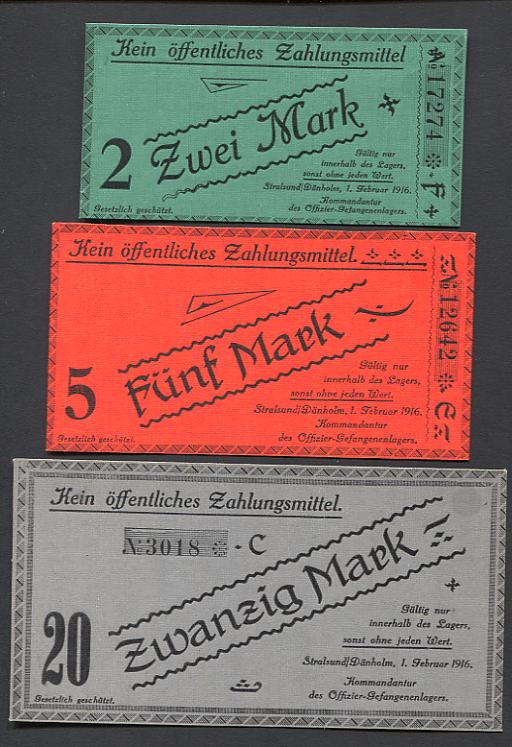 Kein öffentliches Zahlungsmittel
No 17274 * F
2 Zwei Mark
Gültig nur
innerhalb des Lagers,
sonst ohne jeden Wert.
Stralsund/Dänholm, 1. Februar 1916.
Kommandantur
des Offizier-Gefangenenlagers.
Gesetzlich geschützt.
Kein öffentliches Zahlungsmittel.
No 12642 * C
5 Fünf Mark
Gültig nur
innerhalb des Lagers,
sonst ohne jeden Wert.
Stralsund/Dänholm, 1. Februar 1916.
Kommandantur
des Offizier-Gefangenenlagers.
Gesetzlich geschützt.
Kein öffentliches Zahlungsmittel.
No 3018 * · C
20 Zwanzig Mark
Gültig nur
innerhalb des Lagers,
sonst ohne jeden Wert.
Stralsund/Dänholm, 1. Februar 1916.
Kommandantur
des Offizier-Gefangenenlagers.
Gesetzlich geschützt.